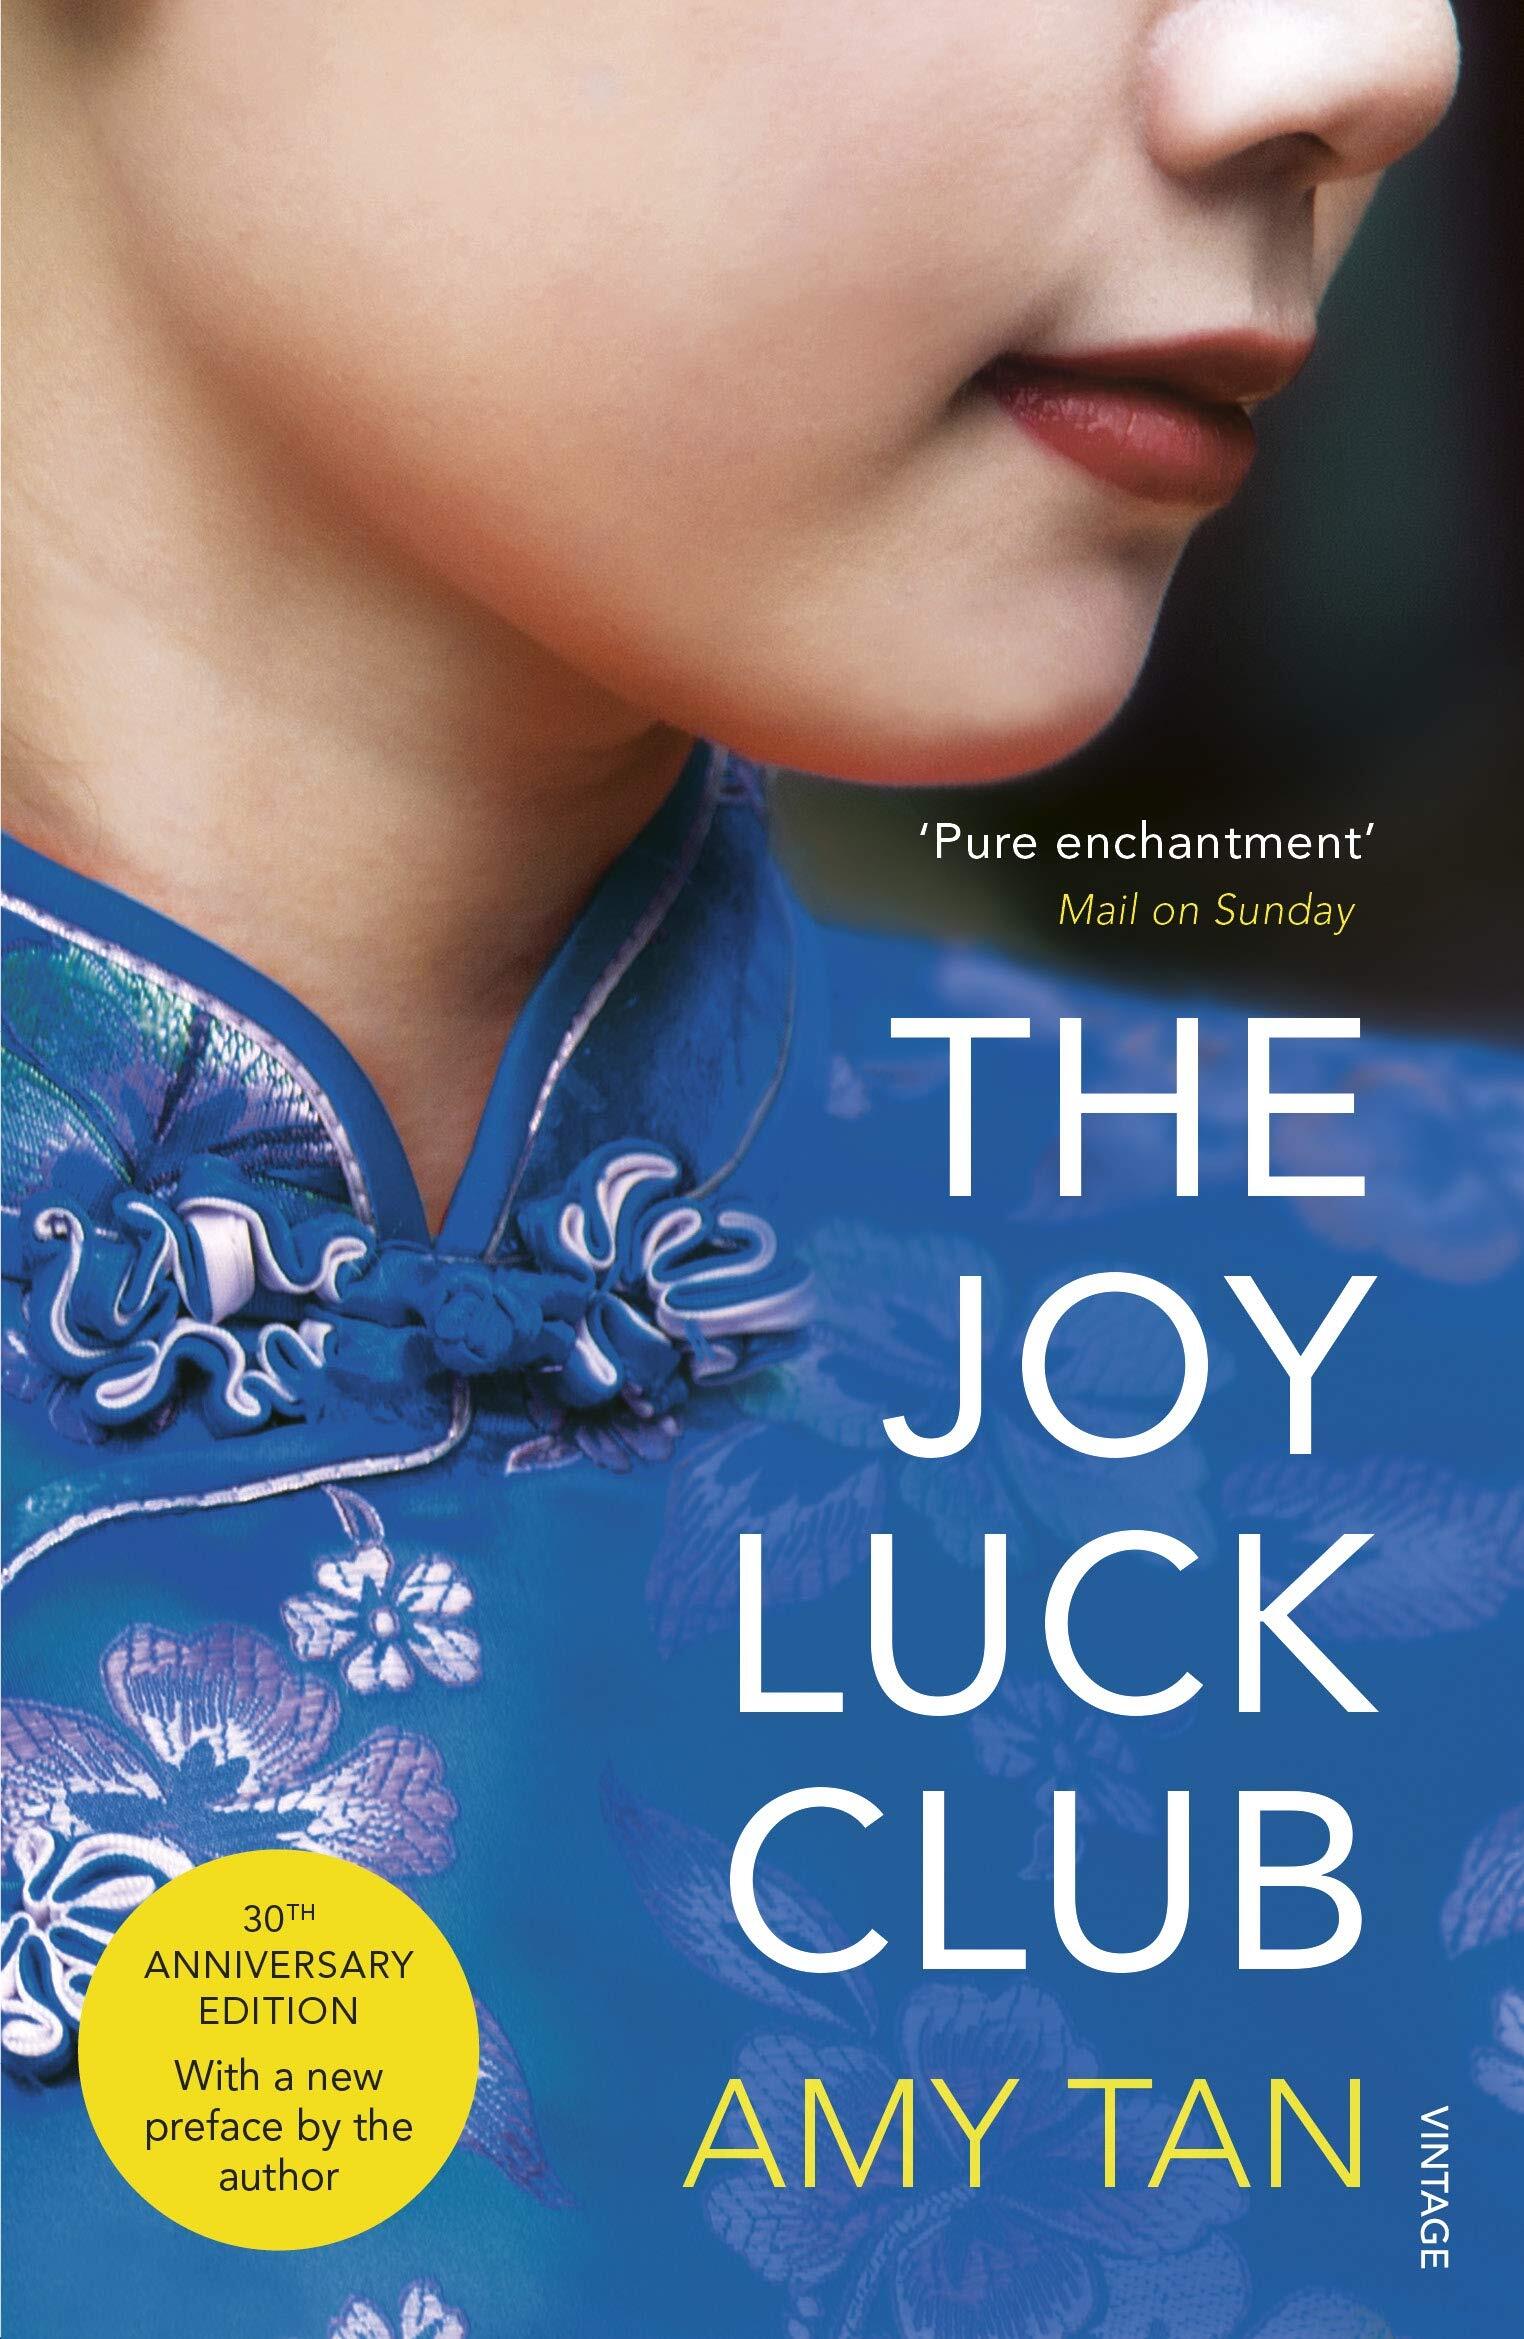 ‘Pure enchantment’
Mail on Sunday
THE
JOY
LUCK
CLUB
AMY TAN
VINTAGE
30TH
ANNIVERSARY
EDITION
With a new
preface by the
author